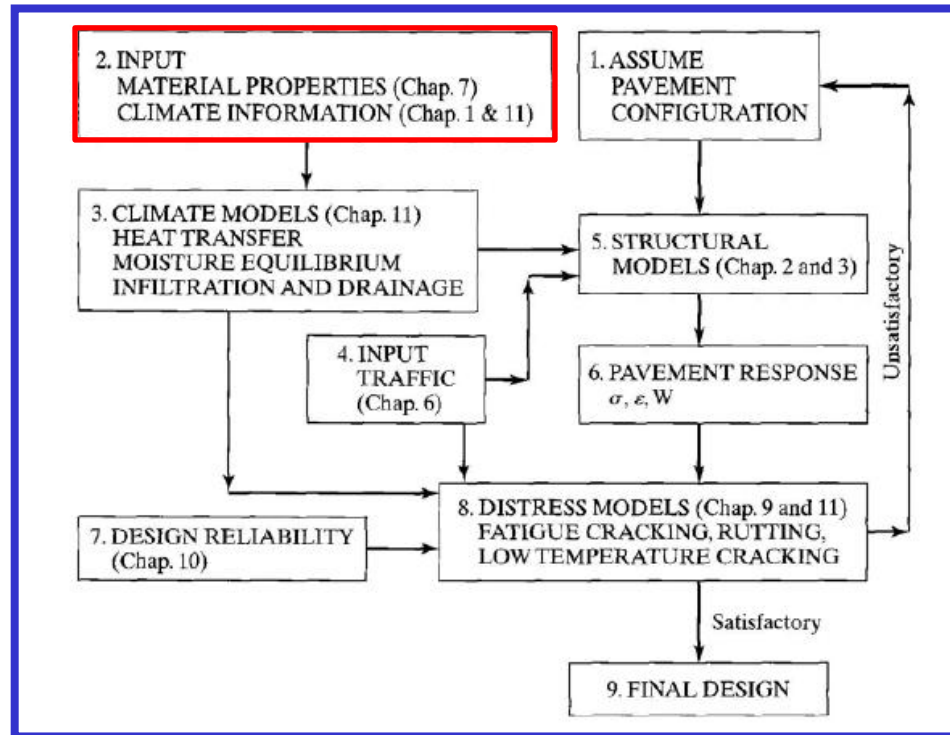 2. INPUT
MATERIAL PROPERTIES (Chap. 7)
CLIMATE INFORMATION (Chap. 1 & 11)
1. ASSUME
PAVEMENT
CONFIGURATION
3. CLIMATE MODELS (Chap. 11)
HEAT TRANSFER
MOISTURE EQUILIBRIUM
INFILTRATION AND DRAINAGE
5. STRUCTURAL
MODELS (Chap. 2 and 3)
Unsatisfactory
4. INPUT
TRAFFIC
(Chap. 6)
6. PAVEMENT RESPONSE
σ, ε, W
7. DESIGN RELIABILITY
(Chap. 10)
8. DISTRESS MODELS (Chap. 9 and 11)
FATIGUE CRACKING, RUTTING,
LOW TEMPERATURE CRACKING
Satisfactory
9. FINAL DESIGN